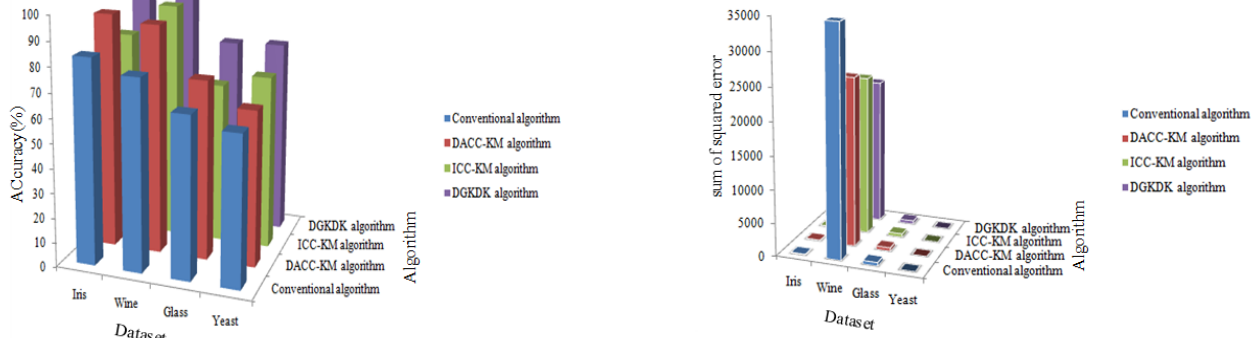 100
90
80
70
60
50
40
30
20
10
0
ACcuracy(%)
Iris
Wine
Glass
Yeast
Dataset
DGKDK algorithm
ICC-KM algorithm
DACC-KM algorithm
Conventional algorithm
Algorithm
Conventional algorithm
DACC-KM algorithm
ICC-KM algorithm
DGKDK algorithm
35000
30000
25000
20000
15000
10000
5000
0
sum of squared error
Iris
Wine
Glass
Yeast
Dataset
DGKDK algorithm
ICC-KM algorithm
DACC-KM algorithm
Conventional algorithm
Algorithm
Conventional algorithm
DACC-KM algorithm
ICC-KM algorithm
DGKDK algorithm